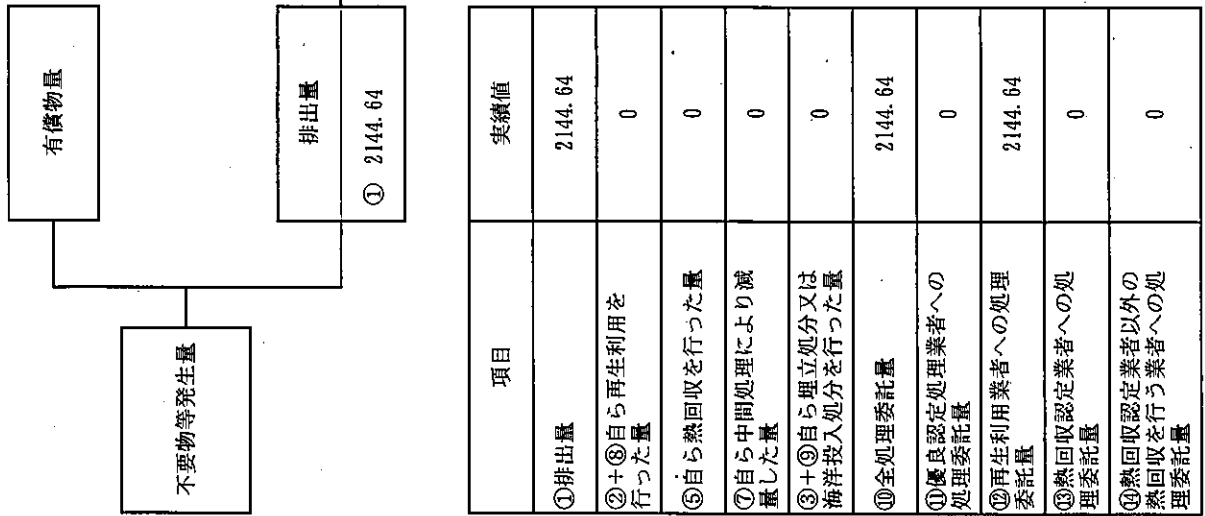 有償物量
不要物等発生量
排出量
① 2144.64
項目 実績値
①排出量 2144.64
②+⑧自ら再生利用を
行った量 0
⑤自ら熱回収を行った量 0
⑦自ら中間処理により減
量した量 0
③+⑨自ら埋立処分又は
海洋投入処分を行った量 0
⑩全処理委託量 2144.64
⑪優良認定処理業者への
処理委託量 0
⑫再生利用業者への処理
委託量 2144.64
⑬熱回収認定業者への処
理委託量 0
⑭熱回収認定業者以外の
熱回収を行う業者への処
理委託量 0